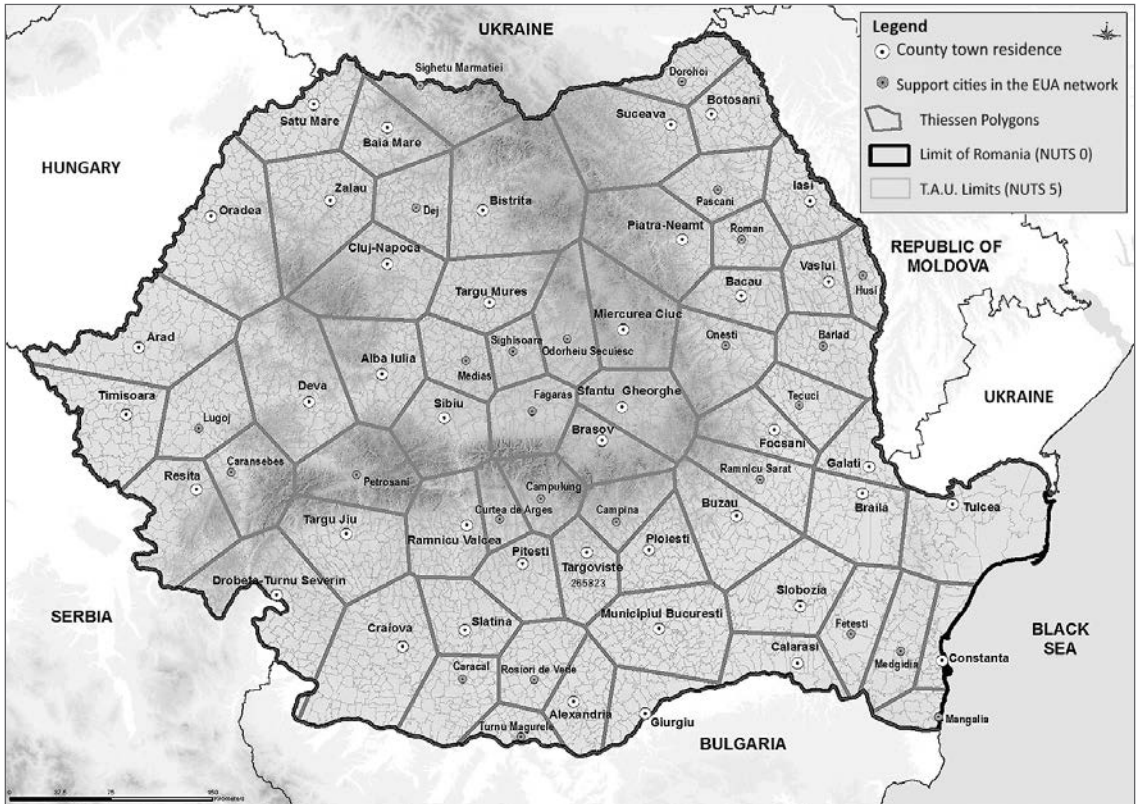 UKRAINE
Legend
County town residence
Support cities in the EUA network
Thiessen Polygons
Limit of Romania (NUTS 0)
T.A.U. Limits (NUTS 5)
Sighetu Marmatiei
Dorohoi
Satu Mare
Baia Mare
Suceava
Botosani
HUNGARY
Zalau
Dej
Bistrita
Pascani
Iasi
Oradea
Piatra-Neamt
Roman
Cluj-Napoca
REPUBLIC OF
MOLDOVA
Targu Mures
Bacau
Vaslui
Husi
Miercurea Ciuc
Arad
Sighisoara
Odorheiu Secuiesc
Onesti
Barlad
Alba Iulia
Medias
Deva
Fagaras
Sfantu Gheorghe
Timisoara
Lugoj
Sibiu
Tecuci
UKRAINE
Brasov
Focsani
Caransebes
Resita
Petrosani
Ramnicu Sarat
Galati
Campulung
Curtea de Arges
Campina
Buzau
Braila
Tulcea
Targu Jiu
Ramnicu Valcea
Pitesti
Targoviste
265823
Ploiesti
Drobeta-Turnu Severin
Slobozia
SERBIA
Craiova
Slatina
Municipiul Bucuresti
Fetesti
BLACK
SEA
Caracal
Rosiori de Vede
Calarasi
Medgidia
Constanta
Alexandria
Giurgiu
Turnu Magurele
Mangalia
BULGARIA